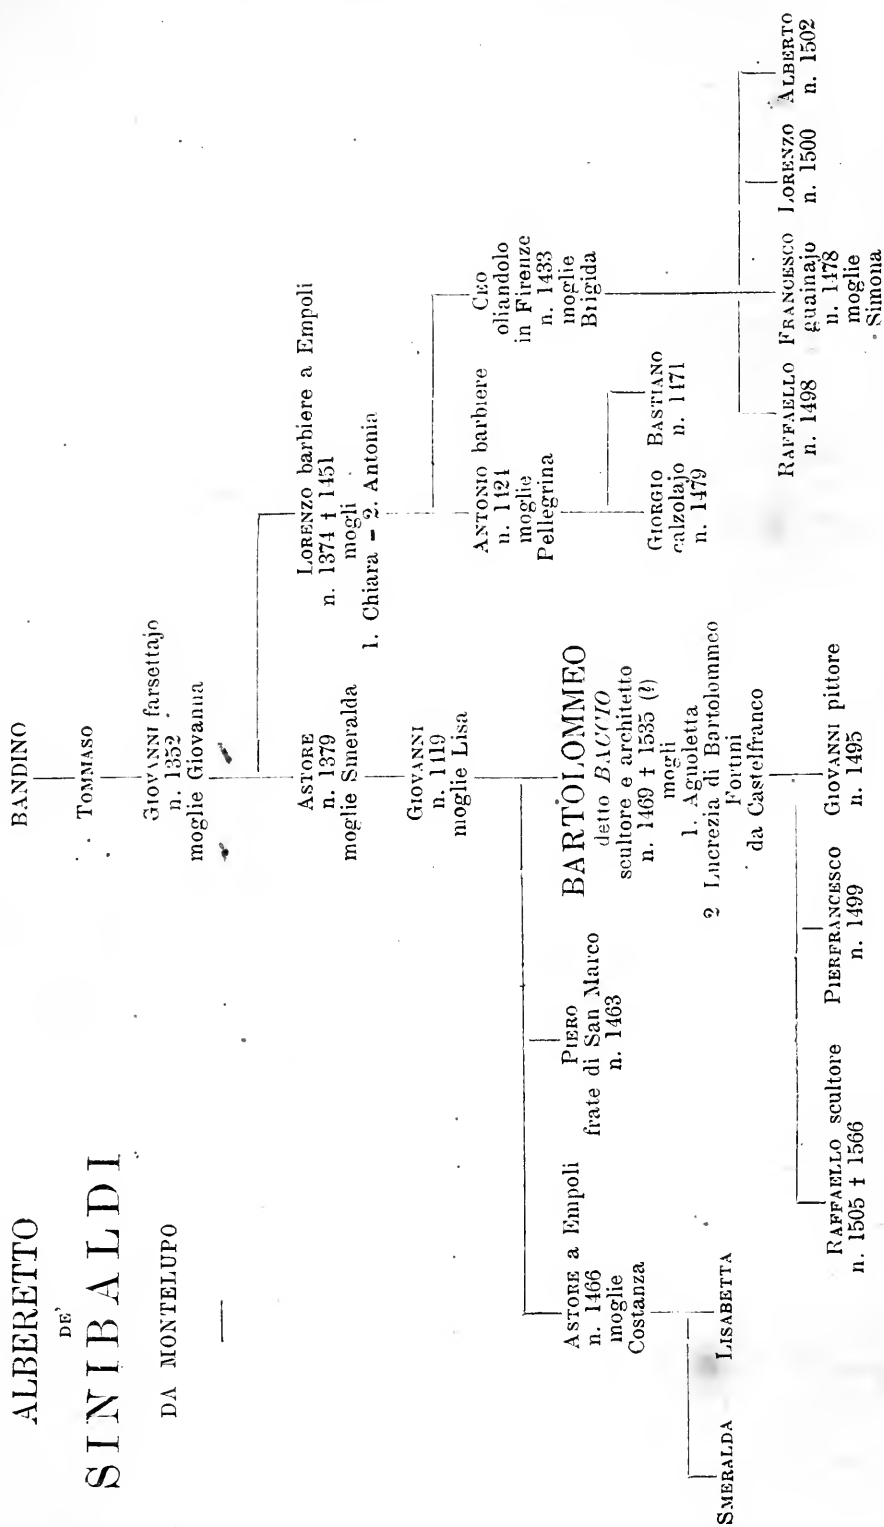 ALBERETTO
DE'
SINIBALDI
DA MONTELUPO
BANDINO
TOMMASO
GIOVANNI farsettajo
n. 1352
moglie Giovanna
ASTORE
n. 1379
moglie Smeralda
LORENZO barbiere a Empoli
n. 1374 † 1451
mogli
1. Chiara - 2. Antonia
GIOVANNI
n. 1419
moglie Lisa
ANTONIO barbiere
n. 1424
moglie
Pellegrina
CEO
oliandolo
in Firenze
n. 1433
moglie
Brigida
ASTORE a Empoli
n. 1466
moglie
Costanza
PIERO
frate di San Marco
n. 1463
BARTOLOMMEO
detto BACCIO
scultore e architetto
n. 1469 † 1535 (?)
mogli
1. Agnoletta
2 Lucrezia di Bartolommeo
Fortini
da Castelfranco
GIORGIO
calzolajo
n. 1479
BASTIANO
n. 1471
SMERALDA
LISABETTA
RAFFAELLO scultore
n. 1505 † 1566
PIERFRANCESCO
n. 1499
GIOVANNI pittore
n. 1495
RAFFAELLO
n. 1498
FRANCESCO
guainajo
n. 1478
moglie
Simona
LORENZO
n. 1500
ALBERTO
n. 1502